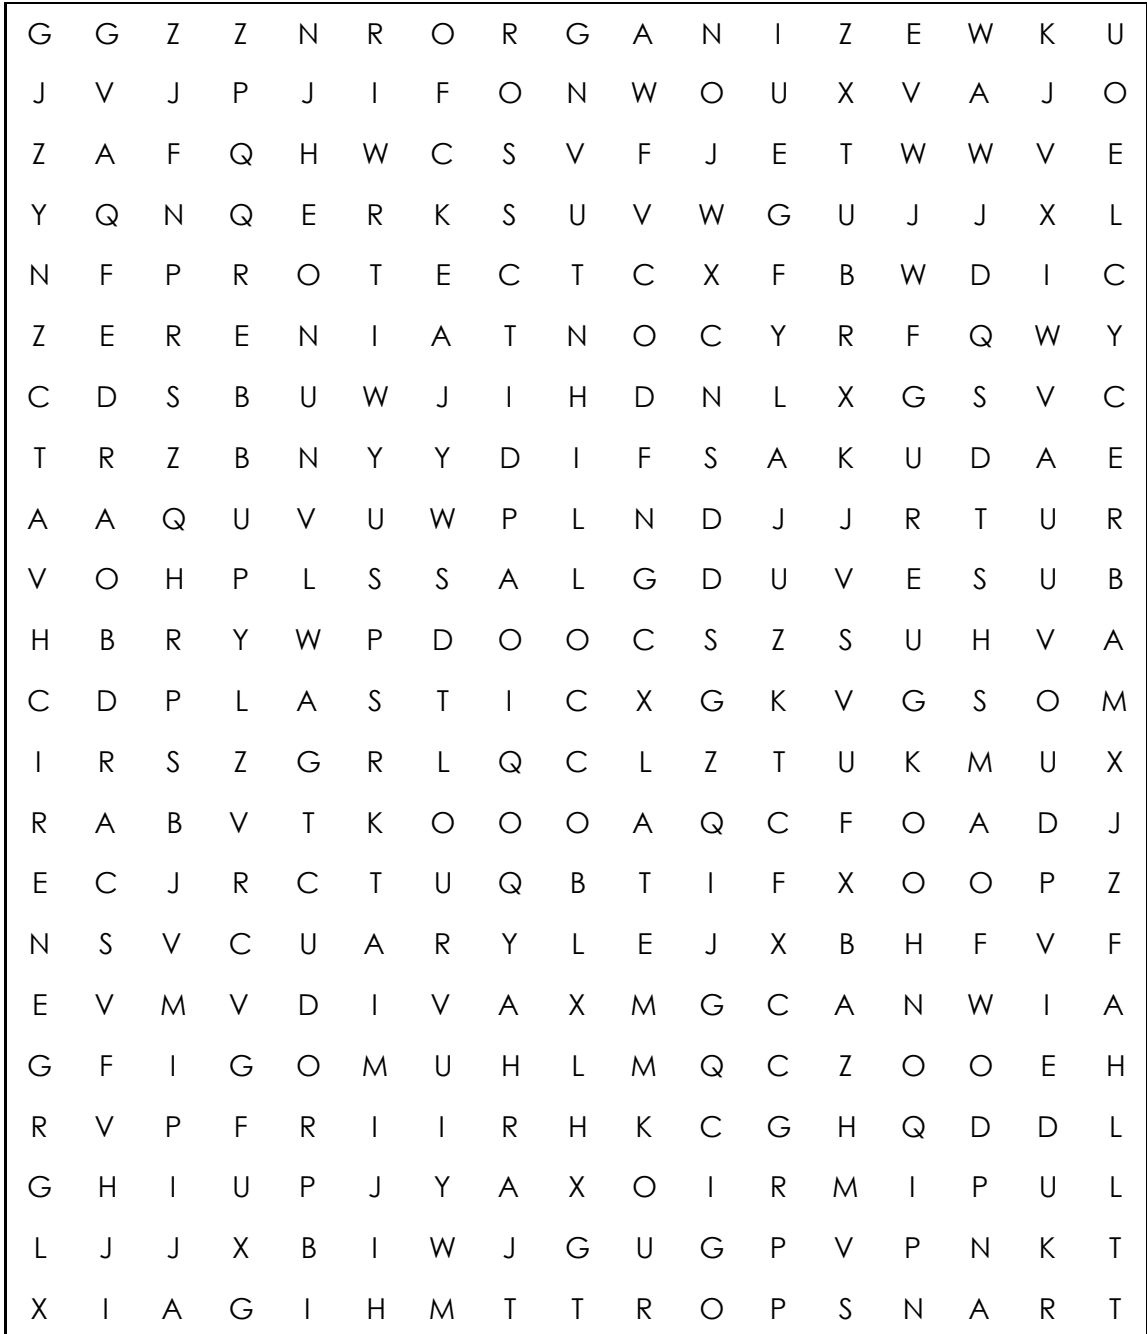 G G Z Z N R O R G A N I Z E W K U
J V J P J I F O N W O U X V A J O
Z A F Q H W C S V F J E T W W V E
Y Q N Q E R K S U V W G U J J X L
N F P R O T E C T C X F B W D I C
Z E R E N I A T N O C Y R F Q W Y
C D S B U W J I H D N L X G S V C
T R Z B N Y Y D I F S A K U D A E
A A Q U V U W P L N D J J R T U R
V O H P L S S A L G D U V E S U B
H B R Y W P D O O C S Z S U H V A
C D P L A S T I C X G K V G S O M
I R S Z G R L Q C L Z T U K M U X
R A B V T K O O O A Q C F O A D J
E C J R C T U Q B T I F X O O P Z
N S V C U A R Y L E J X B H F V F
E V M V D I V A X M G C A N W I A
G F I G O M U H L M Q C Z O O E H
R V P F R I I R H K C G H Q D D L
G H I U P J Y A X O I R M I P U L
L J J X B I W J G U G P V P N K T
X I A G I H M T T R O P S N A R T